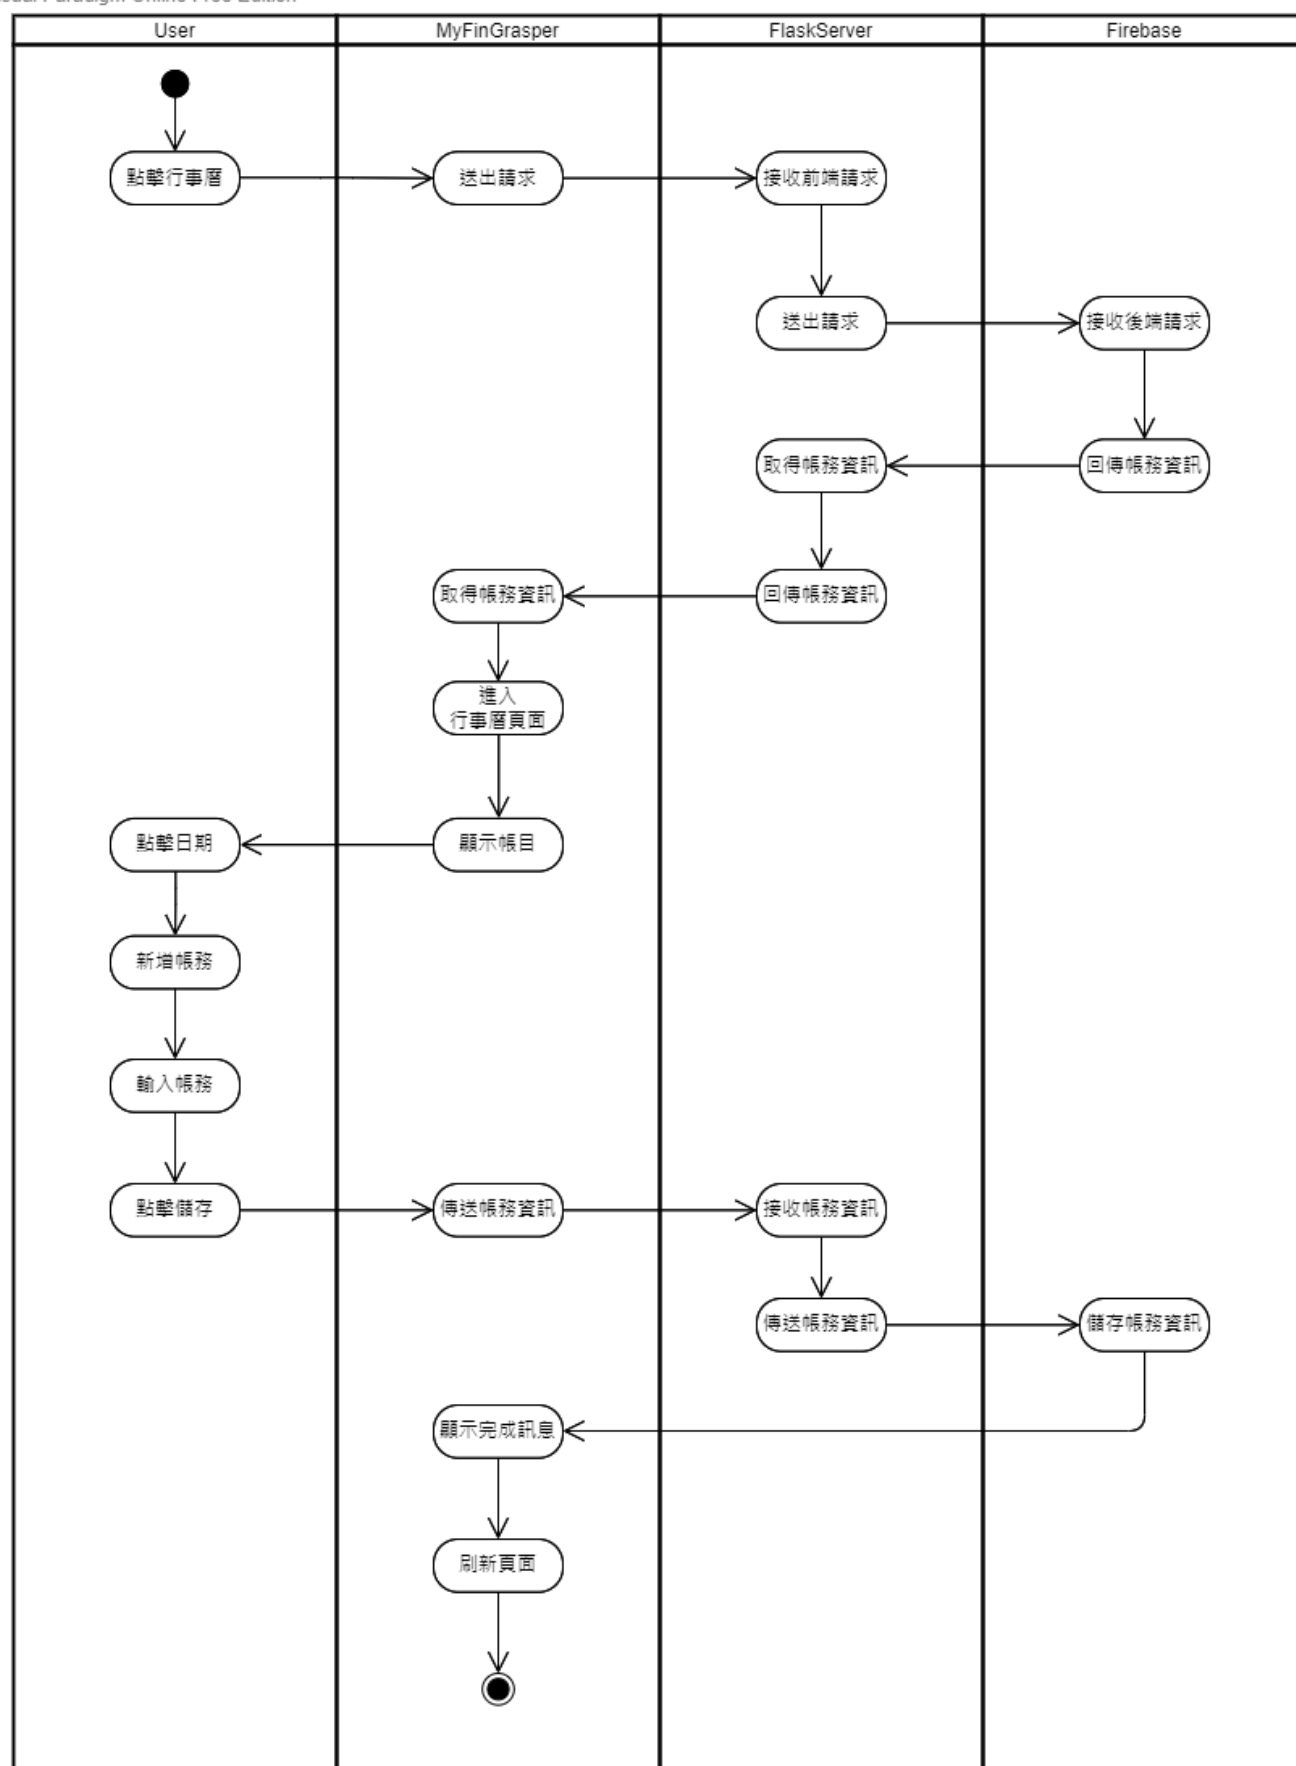 User
MyFinGrasper
FlaskServer
Firebase
點擊行事曆
送出請求
接收前端請求
送出請求
接收後端請求
取得帳務資訊
回傳帳務資訊
取得帳務資訊
回傳帳務資訊
進入
行事曆頁面
點擊日期
顯示帳目
新增帳務
輸入帳務
點擊儲存
傳送帳務資訊
接收帳務資訊
傳送帳務資訊
儲存帳務資訊
顯示完成訊息
刷新頁面